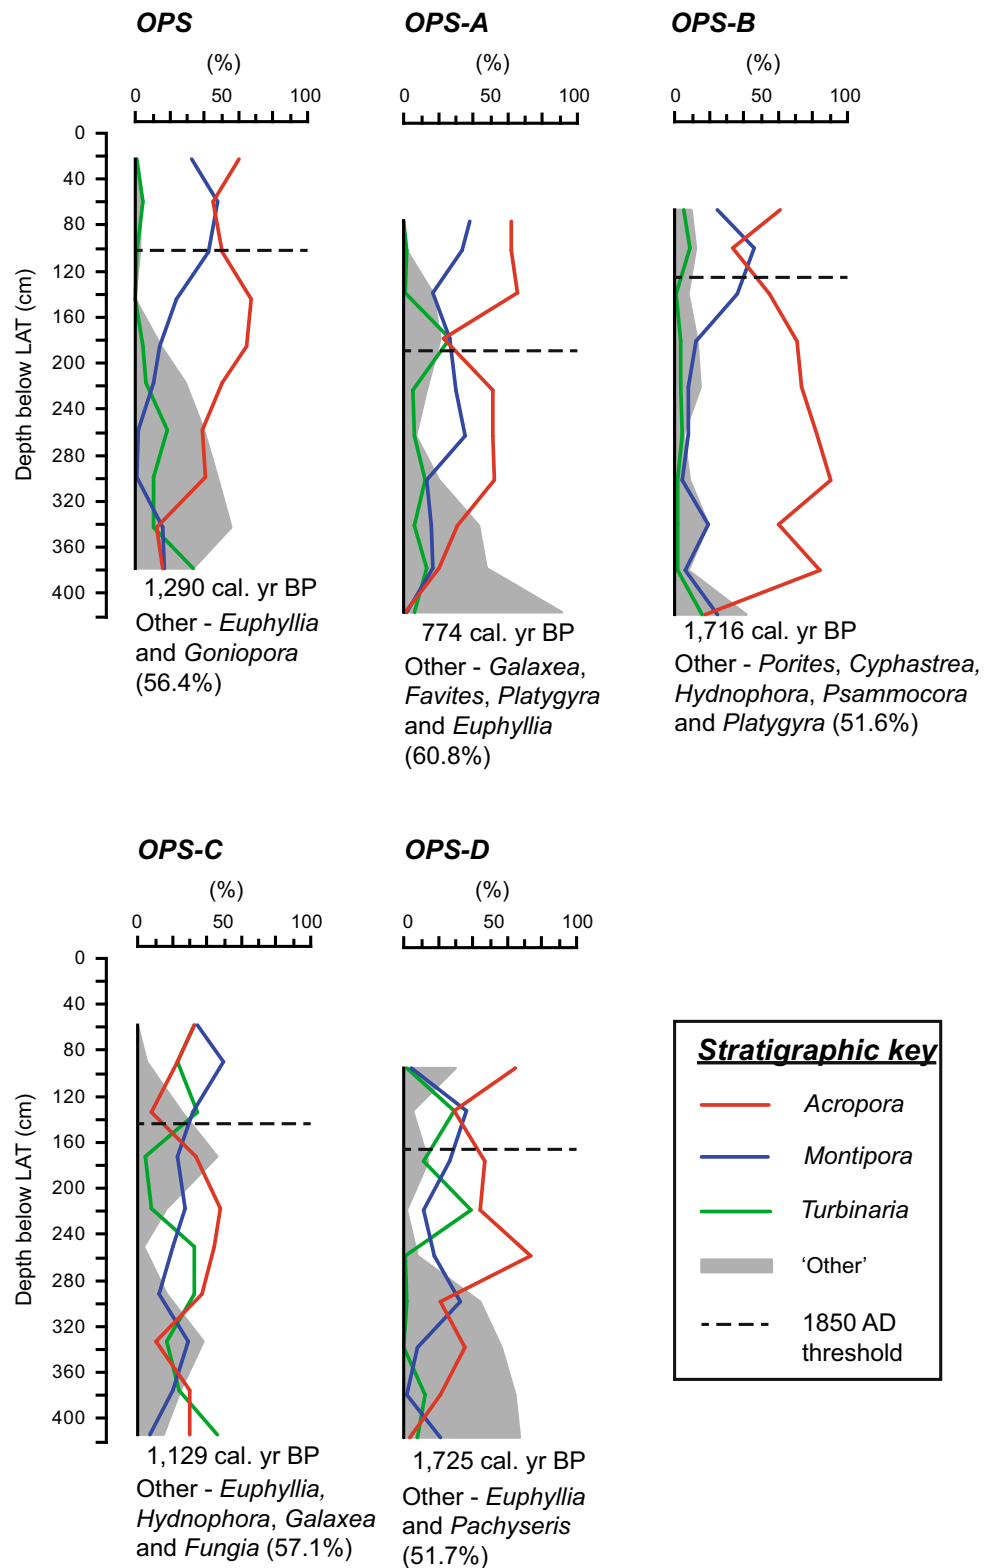 OPS
(%)
0 50 100
OPS-A
(%)
0 50 100
OPS-B
(%)
0 50 100
Depth below LAT (cm)
0
40
80
120
160
200
240
280
320
360
400
1,290 cal. yr BP
Other - Euphyllia
and Goniopora
(56.4%)
774 cal. yr BP
Other - Galaxea,
Favites, Platygyra
and Euphyllia
(60.8%)
1,716 cal. yr BP
Other - Porites, Cyphastrea,
Hydnophora, Psammocora
and Platygyra (51.6%)
OPS-C
(%)
0 50 100
OPS-D
(%)
0 50 100
Depth below LAT (cm)
0
40
80
120
160
200
240
280
320
360
400
1,129 cal. yr BP
Other - Euphyllia,
Hydnophora, Galaxea
and Fungia (57.1%)
1,725 cal. yr BP
Other - Euphyllia
and Pachyseris
(51.7%)
Stratigraphic key
Acropora
Montipora
Turbinaria
‘Other’
1850 AD
threshold